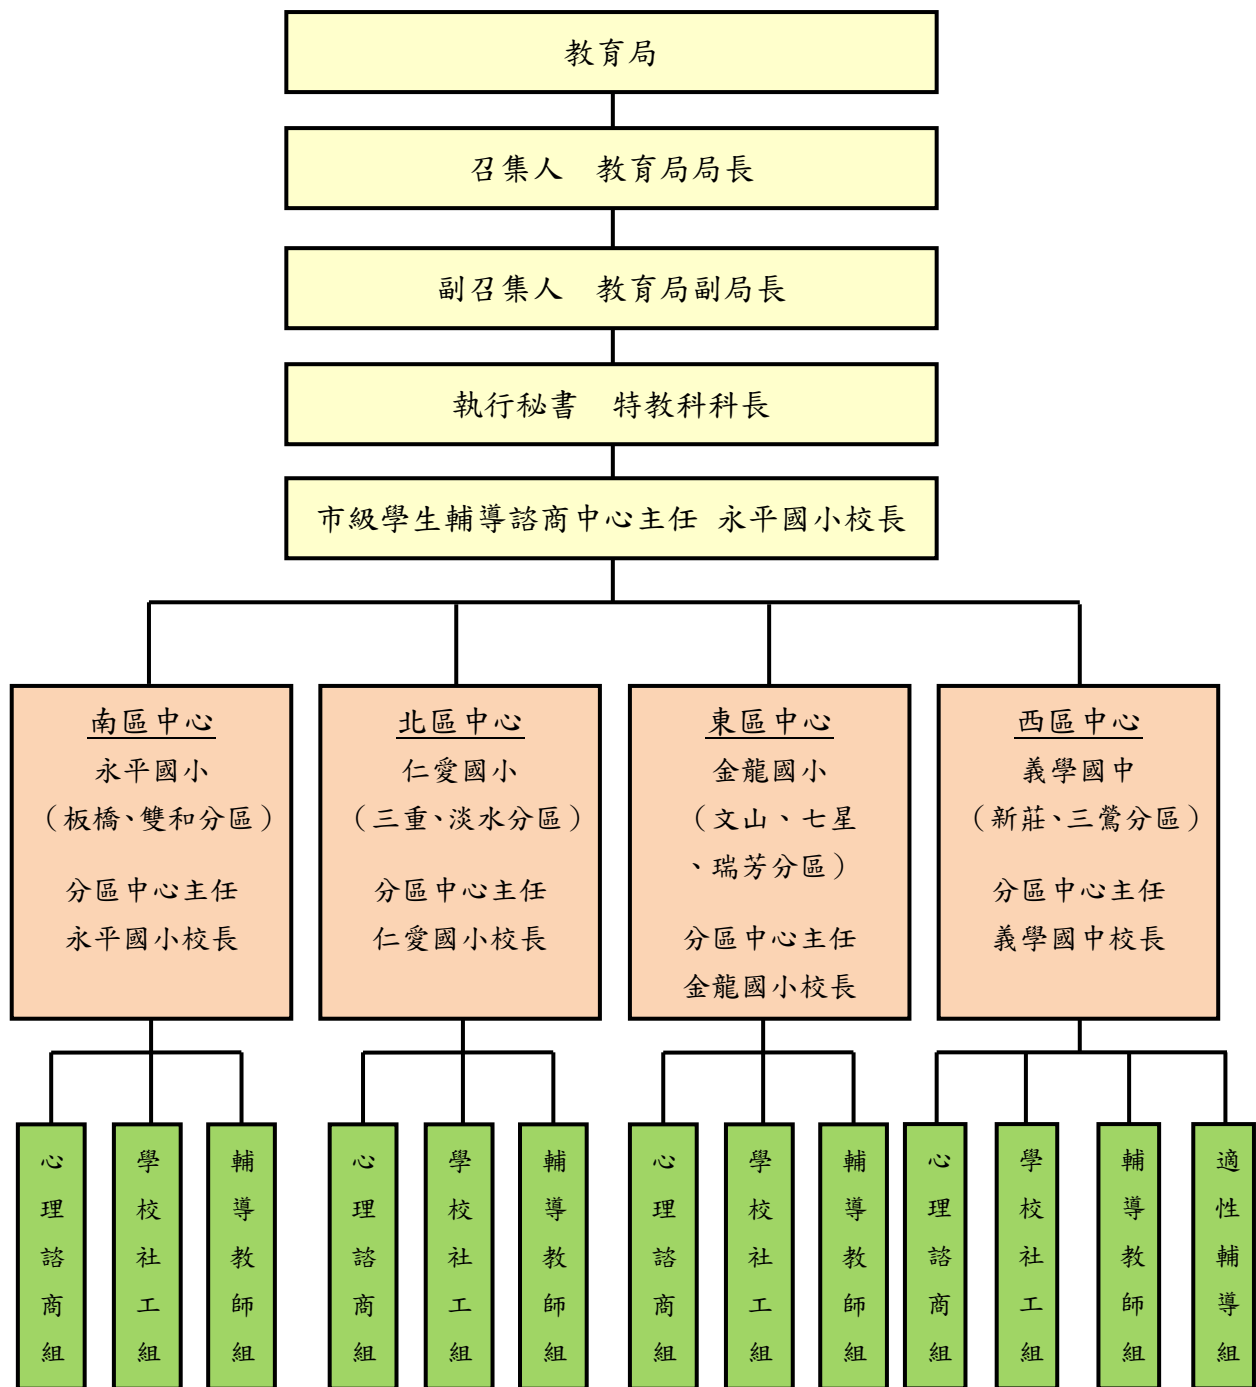 教育局
召集人　教育局局長
副召集人　教育局副局長
執行秘書　特教科科長
市級學生輔導諮商中心主任 永平國小校長
南區中心
永平國小
（板橋、雙和分區）
分區中心主任
永平國小校長
北區中心
仁愛國小
（三重、淡水分區）
分區中心主任
仁愛國小校長
東區中心
金龍國小
（文山、七星
、瑞芳分區）
分區中心主任
金龍國小校長
西區中心
義學國中
（新莊、三鶯分區）
分區中心主任
義學國中校長
心理諮商組
學校社工組
輔導教師組
心理諮商組
學校社工組
輔導教師組
心理諮商組
學校社工組
輔導教師組
心理諮商組
學校社工組
輔導教師組
適性輔導組